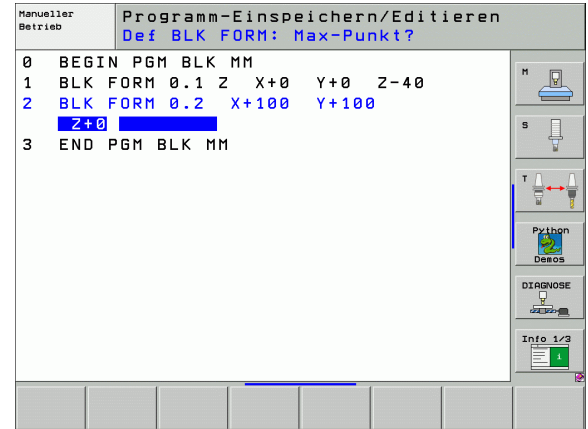 Manueller
Betrieb
Programm-Einspeichern/Editieren
Def BLK FORM: Max-Punkt?
0 BEGIN PGM BLK MM
1 BLK FORM 0.1 Z X+0 Y+0 Z-40
2 BLK FORM 0.2 X+100 Y+100
Z+0
3 END PGM BLK MM
M
S
T
Python
Demos
DIAGNOSE
Info 1/3
i